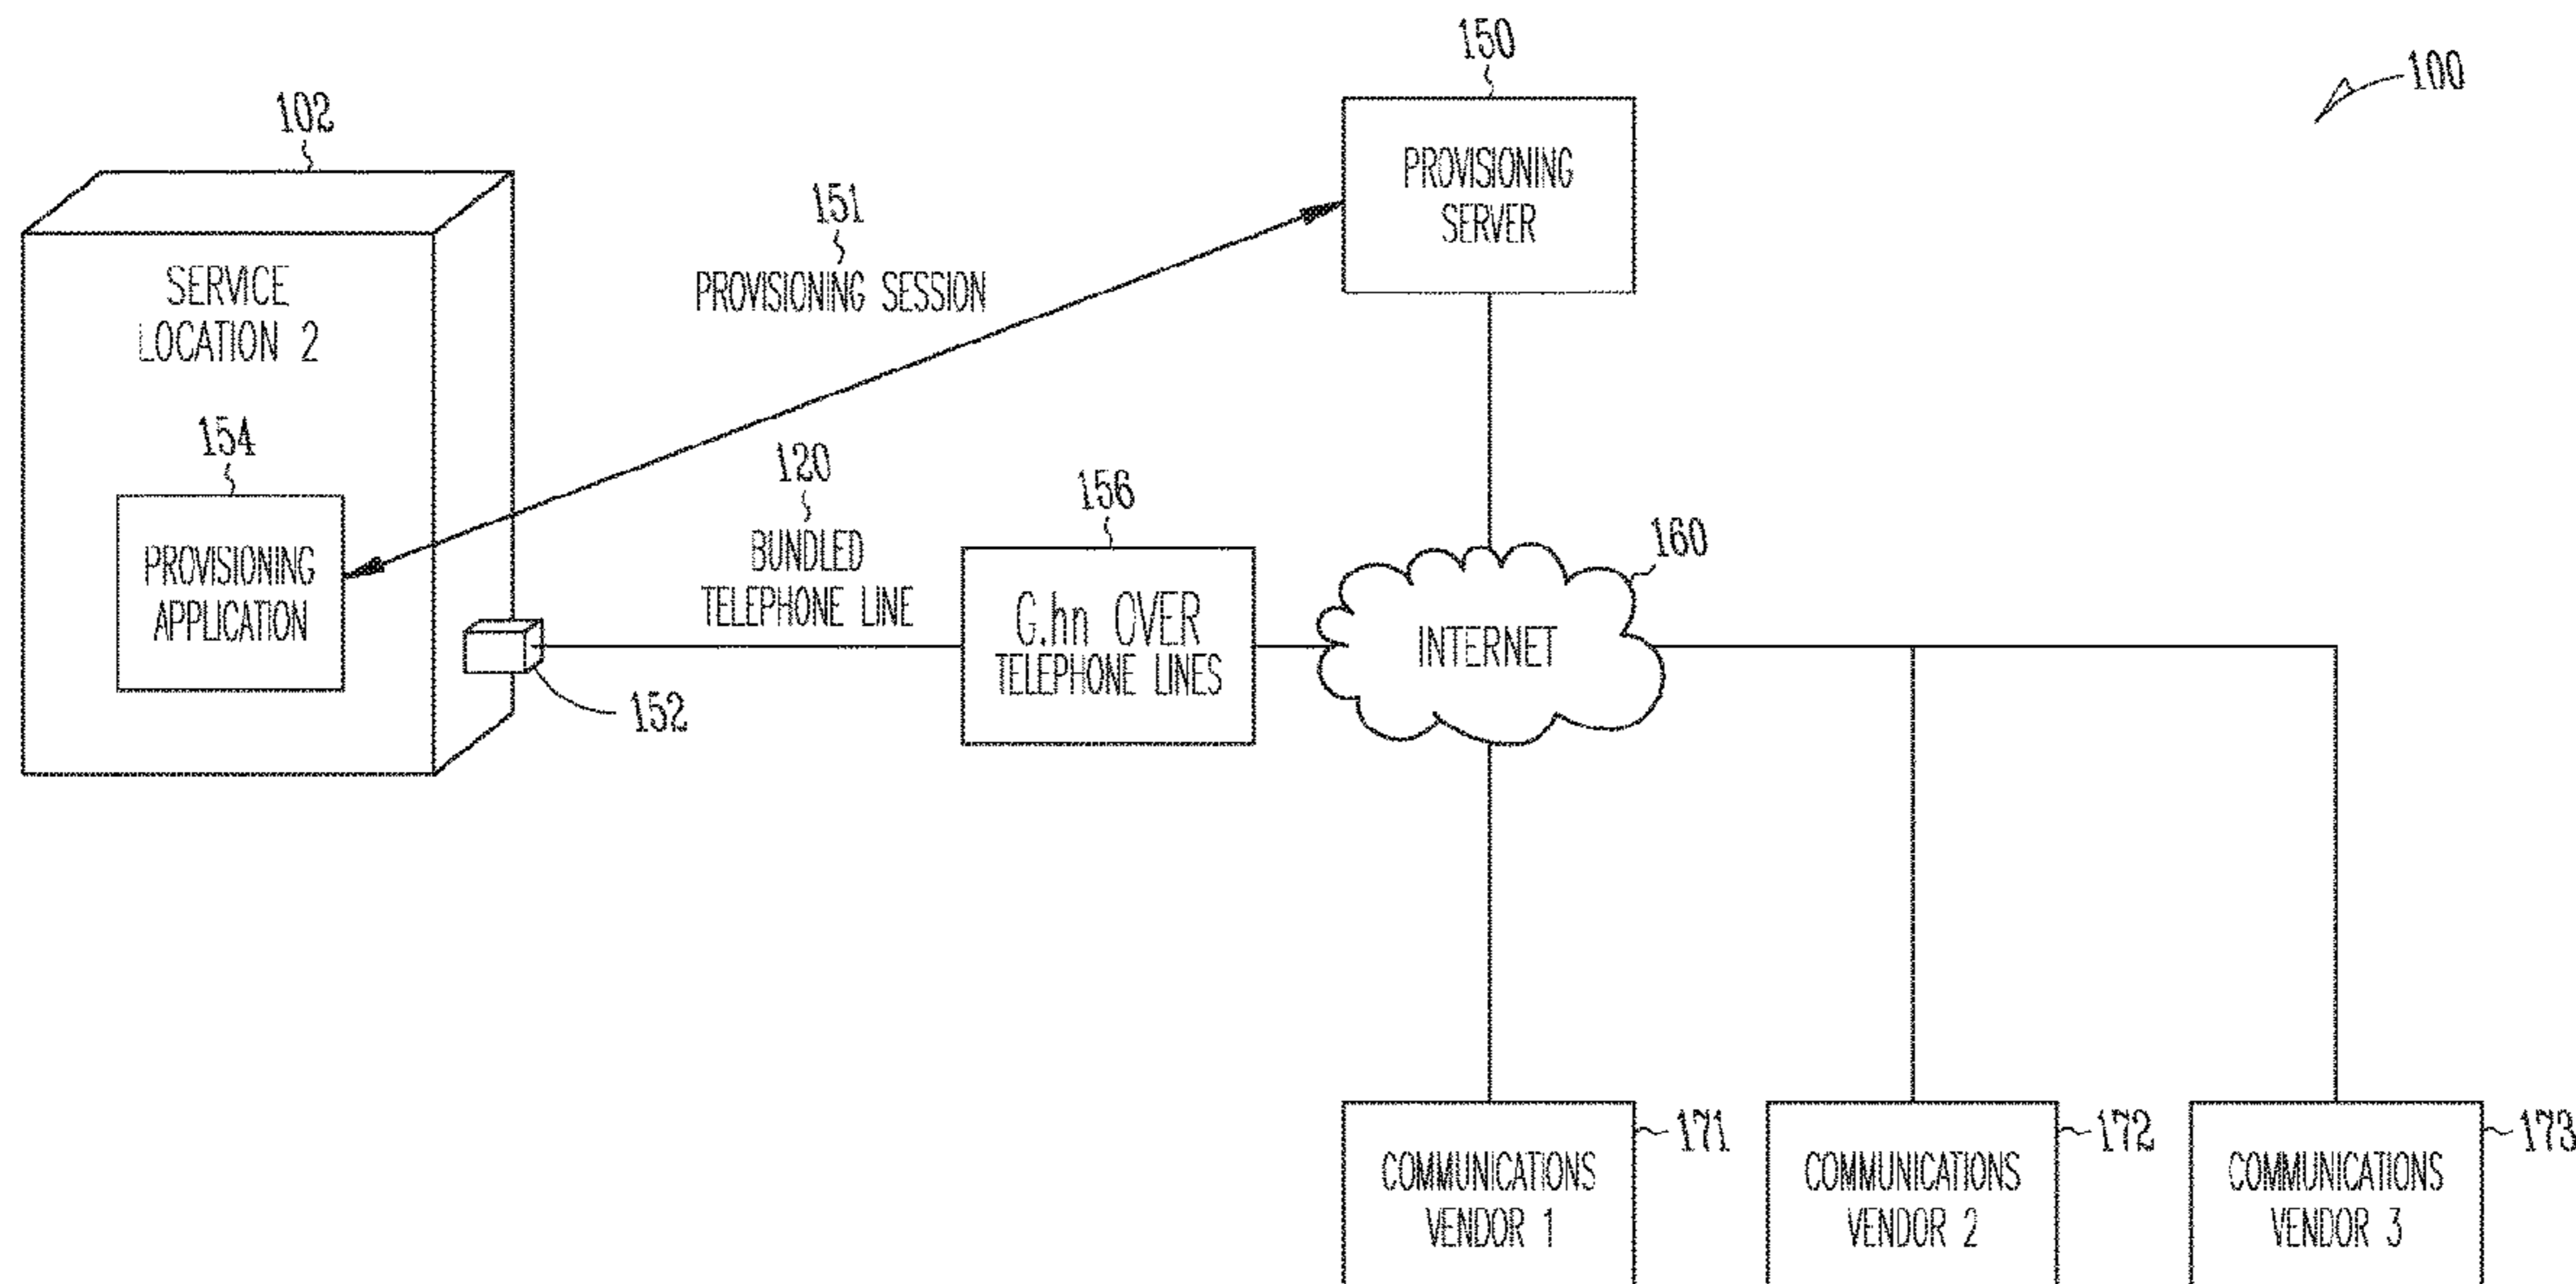 150
100
102
PROVISIONING
SERVER
151
PROVISIONING SESSION
SERVICE
LOCATION 2
154
120
156
160
PROVISIONING
APPLICATION
BUNDLED
TELEPHONE LINE
G.hn OVER
TELEPHONE LINES
INTERNET
152
171
172
173
COMMUNICATIONS
VENDOR 1
COMMUNICATIONS
VENDOR 2
COMMUNICATIONS
VENDOR 3